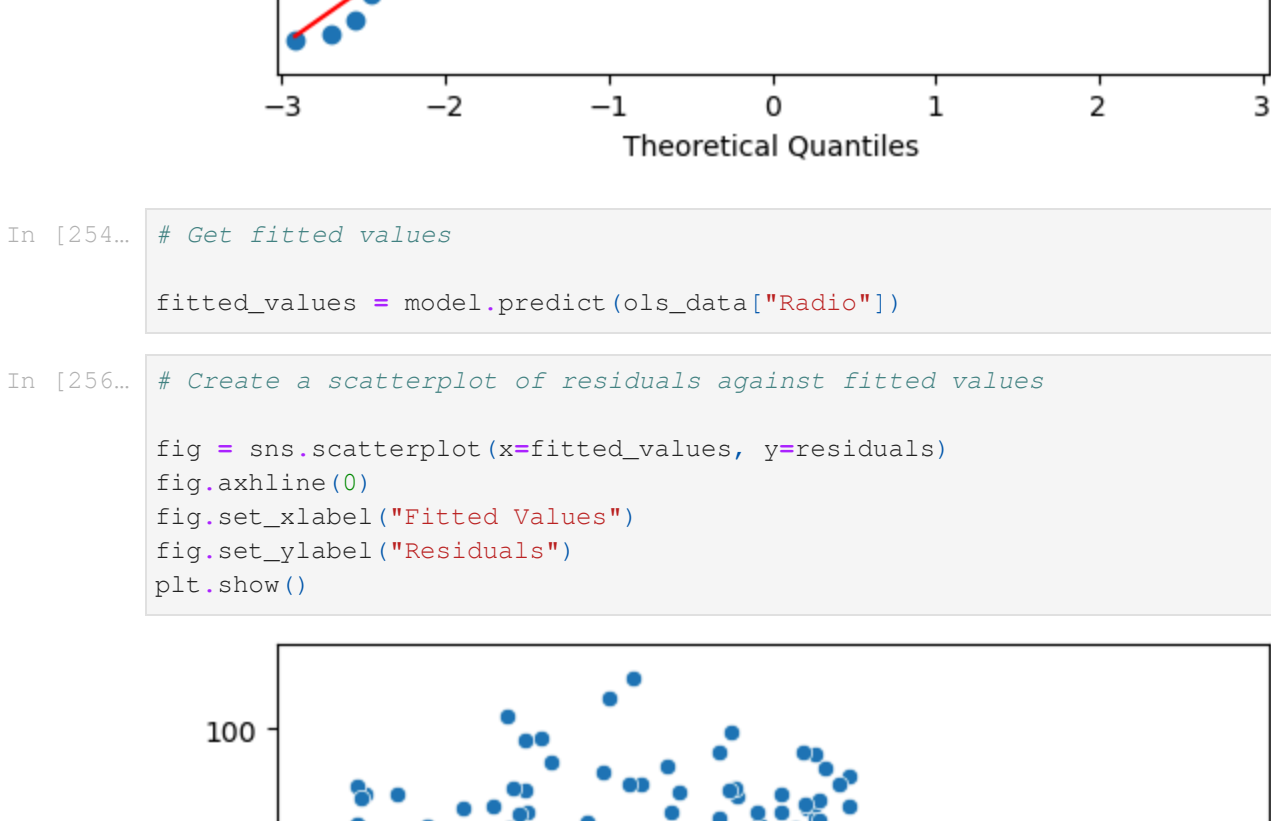 −3 −2 −1 0 1 2 3
Theoretical Quantiles
In [254…
# Get fitted values
fitted_values = model.predict(ols_data["Radio"])
In [256…
# Create a scatterplot of residuals against fitted values
fig = sns.scatterplot(x=fitted_values, y=residuals)
fig.axhline(0)
fig.set_xlabel("Fitted Values")
fig.set_ylabel("Residuals")
plt.show()
100